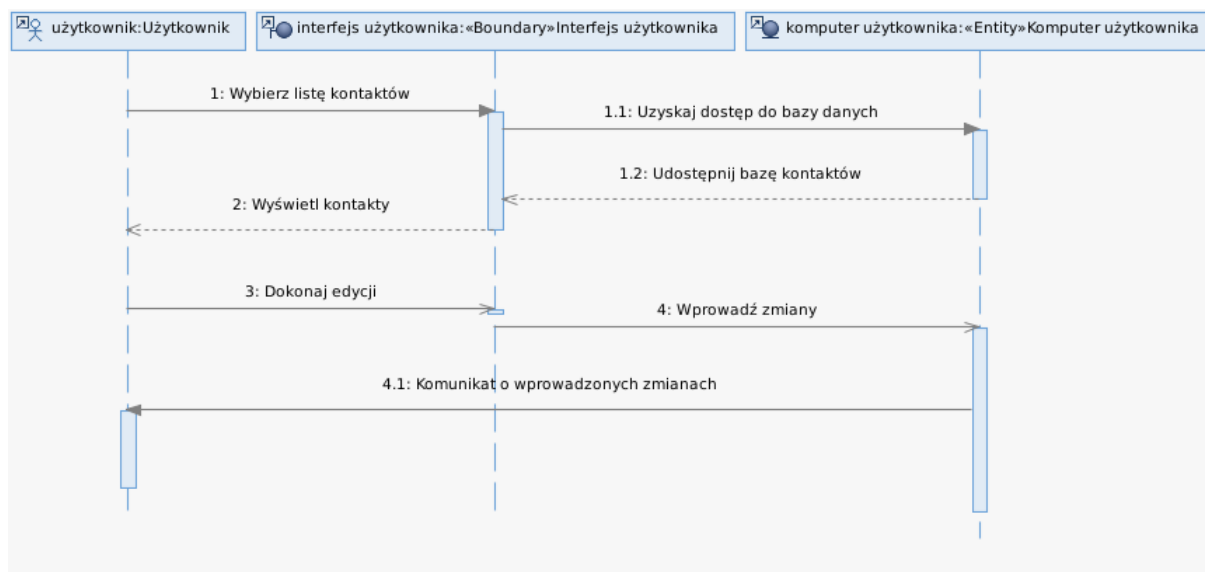 użytkownik:Użytkownik
interfejs użytkownika:«Boundary»Interfejs użytkownika
komputer użytkownika:«Entity»Komputer użytkownika
1: Wybierz listę kontaktów
1.1: Uzyskaj dostęp do bazy danych
1.2: Udostępnij bazę kontaktów
2: Wyświetl kontakty
3: Dokonaj edycji
4: Wprowadź zmiany
4.1: Komunikat o wprowadzonych zmianach